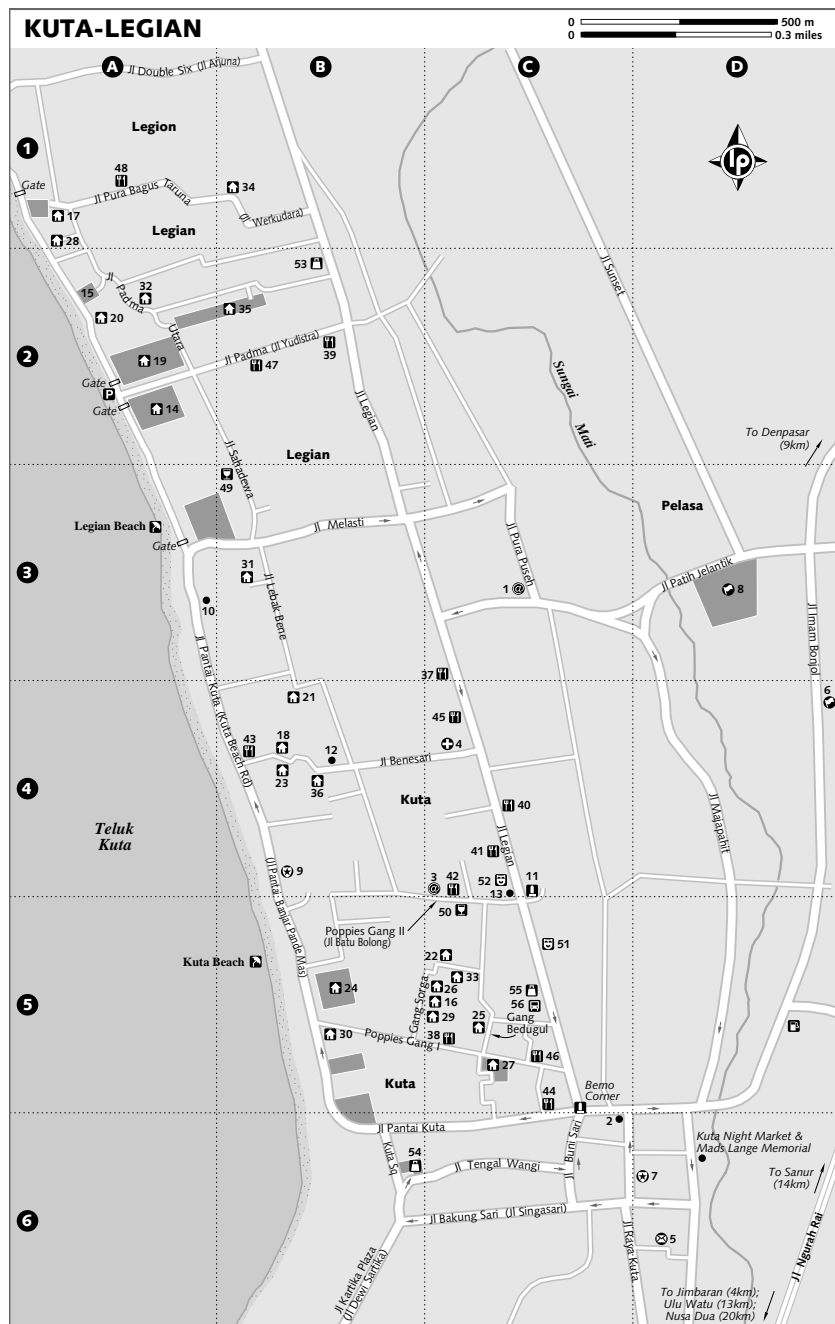 KUTA-LEGIAN
0 500 m
0 0.3 miles
A
B
C
D
Jl Double Six (Jl Arjuna)
Legion
1
48
34
Gate
Jl Pura Bagus Taruna
(Jl Werkudara)
17
Legian
28
53
Jl Sunset
15
32
Jl Padma Utara
35
20
2
19
Jl Padma (Jl Yudistra)
39
47
Gate
P
Gate
14
Jl Legian
Sungai Mati
To Denpasar
(9km)
Jl Sahadewa
Legian
49
Pelasa
Legian Beach
Gate
Jl Melasti
Jl Pura Puseh
3
31
1
@
Jl Patih Jelantik
8
10
Jl Lebak Bene
Jl Imam Bonjol
Jl Pantai Kuta (Kuta Beach Rd)
37
6
21
45
43
18
12
4
Jl Benesari
23
36
4
Kuta
40
Jl Majapahit
Teluk
Kuta
Jl Legian
41
9
3
42
52
11
@
13
(Jl Pantai Banjar Pande Mas)
50
Poppies Gang II
(Jl Batu Bolong)
51
Kuta Beach
22
33
24
26
55
Gang Sorga
16
56
5
29
25
Gang
Bedugul
30
Poppies Gang I
38
46
27
Kuta
Bemo
Corner
44
2
Jl Pantai Kuta
Jl Buni Sari
Kuta Night Market &
Mads Lange Memorial
Kuta Sq
54
Jl Tengal Wangi
To Sanur
(14km)
7
6
Jl Bakung Sari (Jl Singasari)
5
Jl Raya Kuta
Jl Ngurah Rai
Jl Kartika Plaza
(Jl Dewi Sartika)
To Jimbaran (4km);
Ulu Watu (13km);
Nusa Dua (20km)
lp